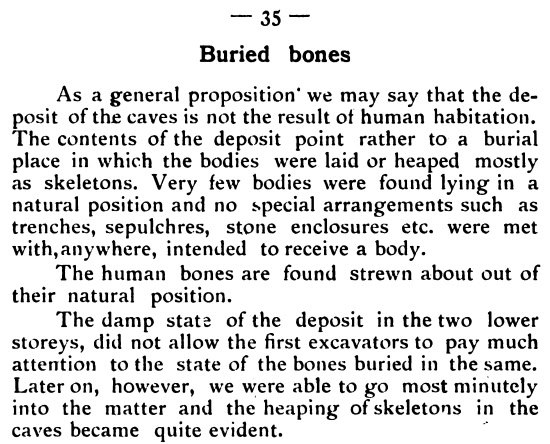 — 35 —
Buried bones
As a general proposition we may say that the de-
posit of the caves is not the result of human habitation.
The contents of the deposit point rather to a burial
place in which the bodies were laid or heaped mostly
as skeletons. Very few bodies were found lying in a
natural position and no special arrangements such as
trenches, sepulchres, stone enclosures etc. were met
with, anywhere, intended to receive a body.
The human bones are found strewn about out of
their natural position.
The damp state of the deposit in the two lower
storeys, did not allow the first excavators to pay much
attention to the state of the bones buried in the same.
Later on, however, we were able to go most minutely
into the matter and the heaping of skeletons in the
caves became quite evident.